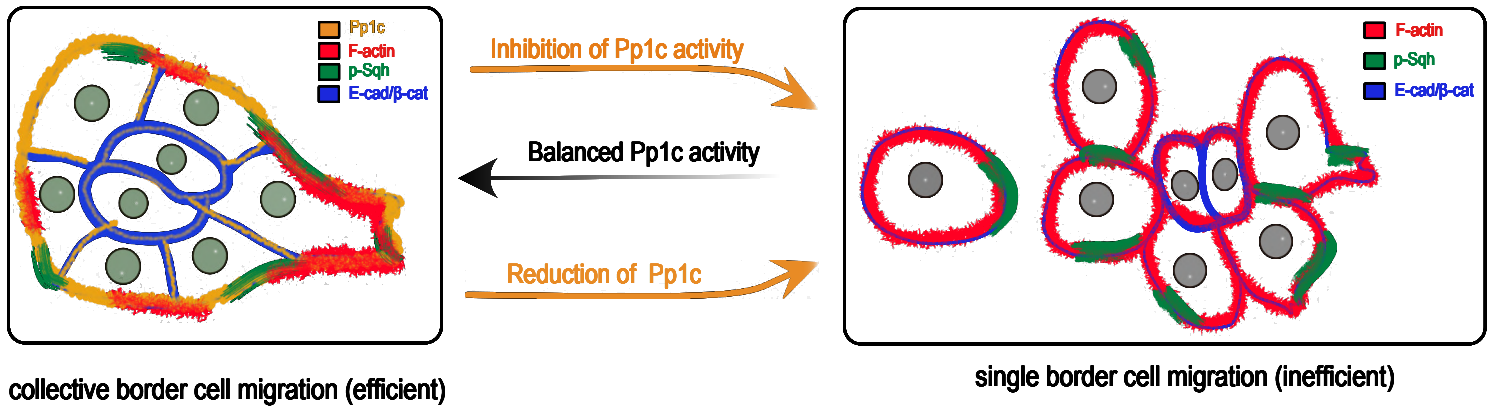 Pp1c
F-actin
p-Sqh
E-cad/β-cat
Inhibition of Pp1c activity
Balanced Pp1c activity
Reduction of Pp1c
F-actin
p-Sqh
E-cad/β-cat
collective border cell migration (efficient)
single border cell migration (inefficient)